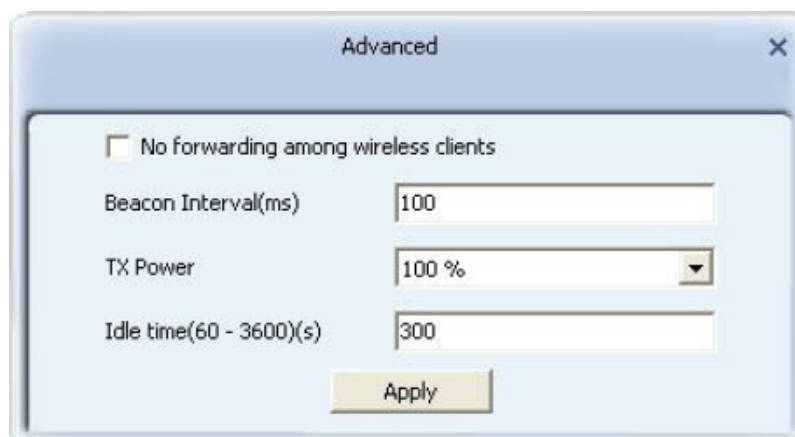 Advanced
No forwarding among wireless clients
Beacon Interval(ms) 100
TX Power 100 %
Idle time(60 - 3600)(s) 300
Apply